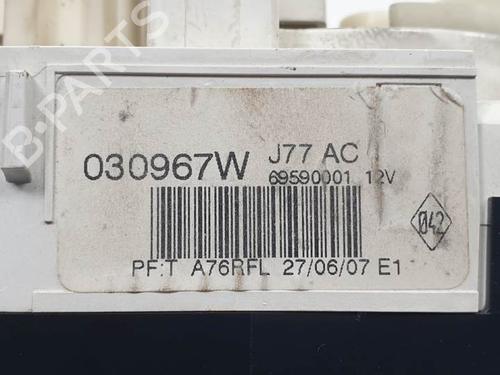 B-PARTS
030967W J77 AC
69590001 12V
042
PF:T A76RFL 27/06/07 E1